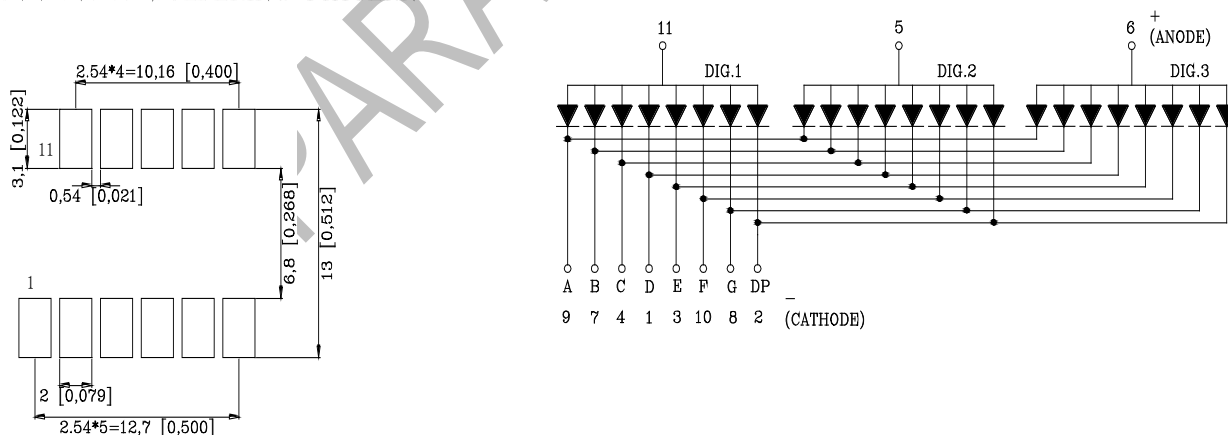 2.54*4=10,16 [0,400]
3,1 [0,122]
11
0,54 [0,021]
6,8 [0,268]
13 [0,512]
1
2 [0,079]
2.54*5=12,7 [0,500]
PARA
11 5 6 + (ANODE)
DIG.1 DIG.2 DIG.3
A B C D E F G DP −
9 7 4 1 3 10 8 2 (CATHODE)